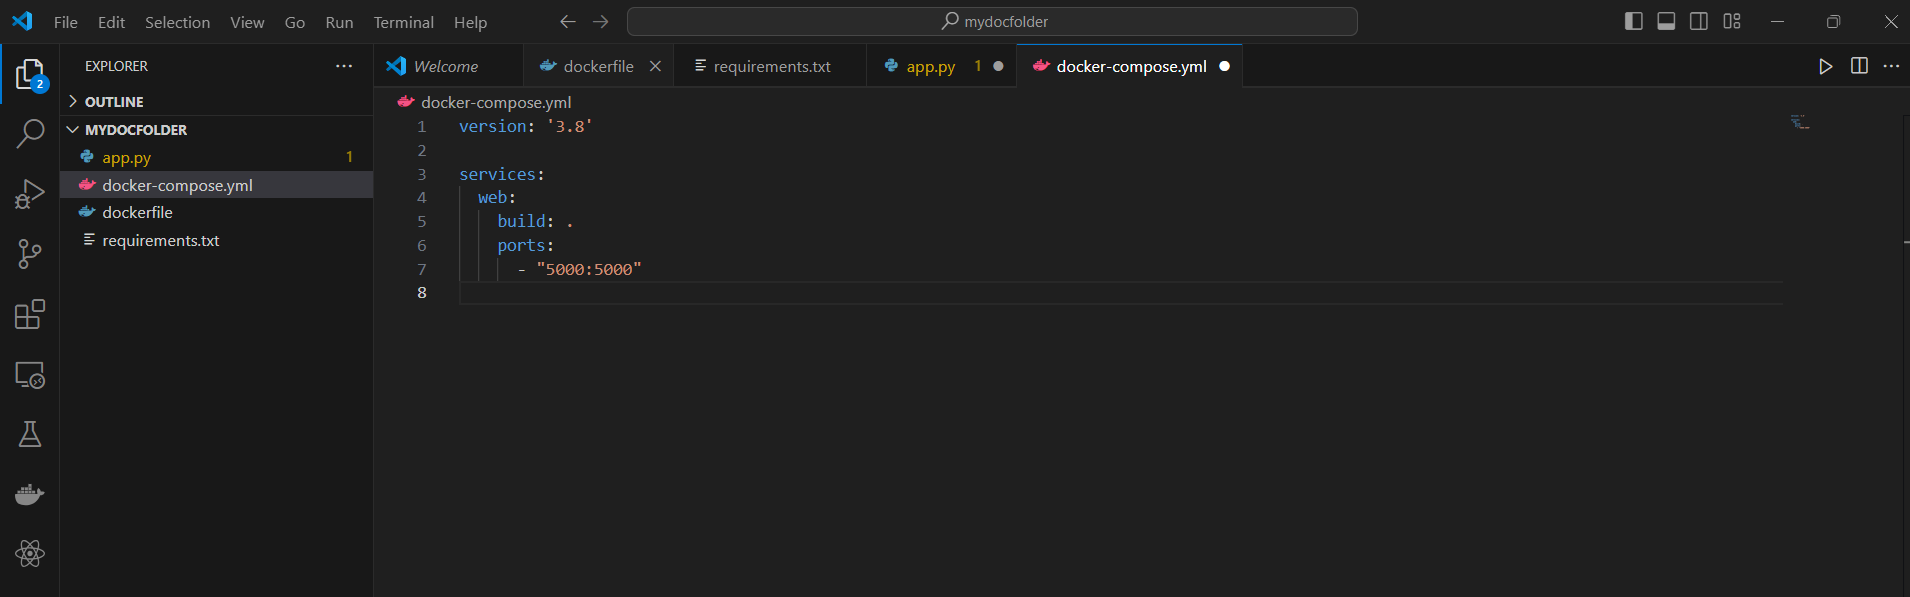 File Edit Selection View Go Run Terminal Help mydocfolder
EXPLORER
OUTLINE
MYDOCFOLDER
app.py 1
docker-compose.yml
dockerfile
requirements.txt
2
Welcome dockerfile requirements.txt app.py 1 docker-compose.yml
docker-compose.yml
1 version: '3.8'
2
3 services:
4 web:
5 build: .
6 ports:
7 - "5000:5000"
8